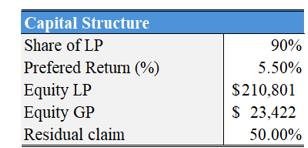 Capital Structure
Share of LP 90%
Prefered Return (%) 5.50%
Equity LP $210,801
Equity GP $ 23,422
Residual claim 50.00%